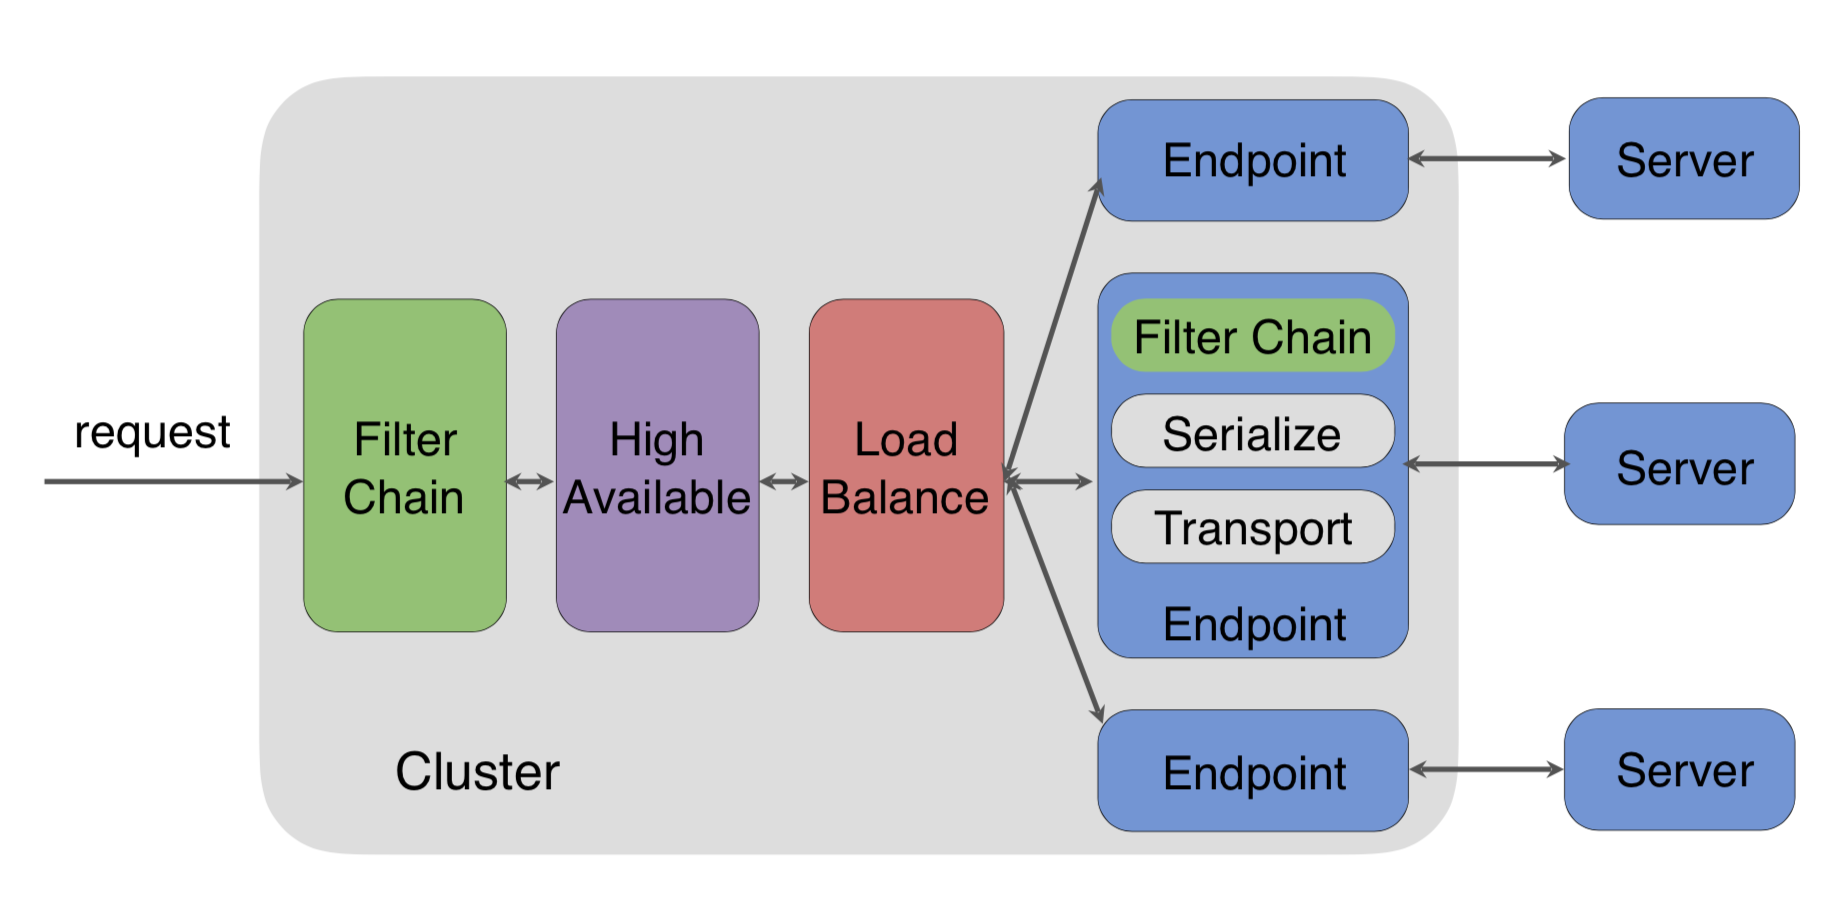 request
Filter
Chain
High
Available
Load
Balance
Endpoint
Filter Chain
Serialize
Transport
Endpoint
Endpoint
Server
Server
Server
Cluster